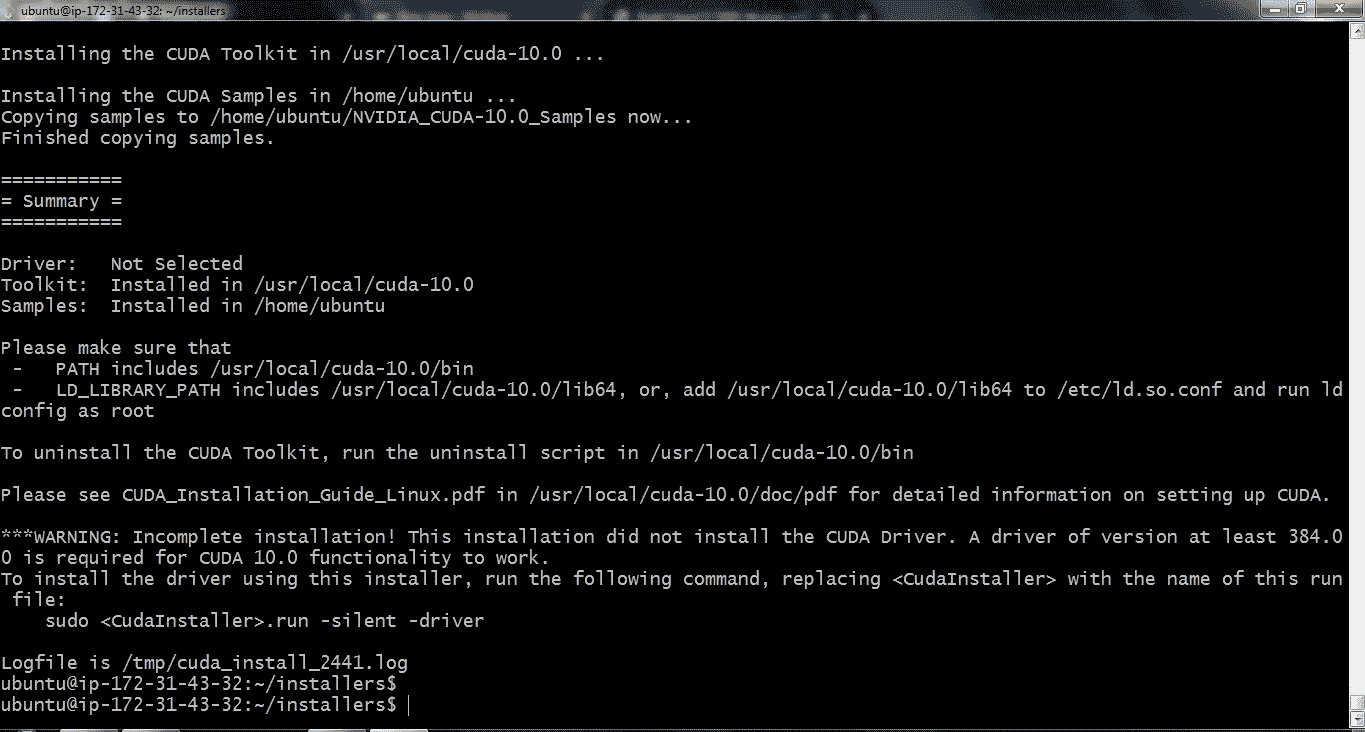 ubuntu@ip-172-31-43-32: ~/installers
Installing the CUDA Toolkit in /usr/local/cuda-10.0 ...
Installing the CUDA Samples in /home/ubuntu ...
Copying samples to /home/ubuntu/NVIDIA_CUDA-10.0_Samples now...
Finished copying samples.
===========
= Summary =
===========
Driver:   Not Selected
Toolkit:  Installed in /usr/local/cuda-10.0
Samples:  Installed in /home/ubuntu
Please make sure that
 -   PATH includes /usr/local/cuda-10.0/bin
 -   LD_LIBRARY_PATH includes /usr/local/cuda-10.0/lib64, or, add /usr/local/cuda-10.0/lib64 to /etc/ld.so.conf and run ld
config as root
To uninstall the CUDA Toolkit, run the uninstall script in /usr/local/cuda-10.0/bin
Please see CUDA_Installation_Guide_Linux.pdf in /usr/local/cuda-10.0/doc/pdf for detailed information on setting up CUDA.
***WARNING: Incomplete installation! This installation did not install the CUDA Driver. A driver of version at least 384.0
0 is required for CUDA 10.0 functionality to work.
To install the driver using this installer, run the following command, replacing <CudaInstaller> with the name of this run
 file:
    sudo <CudaInstaller>.run -silent -driver
Logfile is /tmp/cuda_install_2441.log
ubuntu@ip-172-31-43-32:~/installers$
ubuntu@ip-172-31-43-32:~/installers$